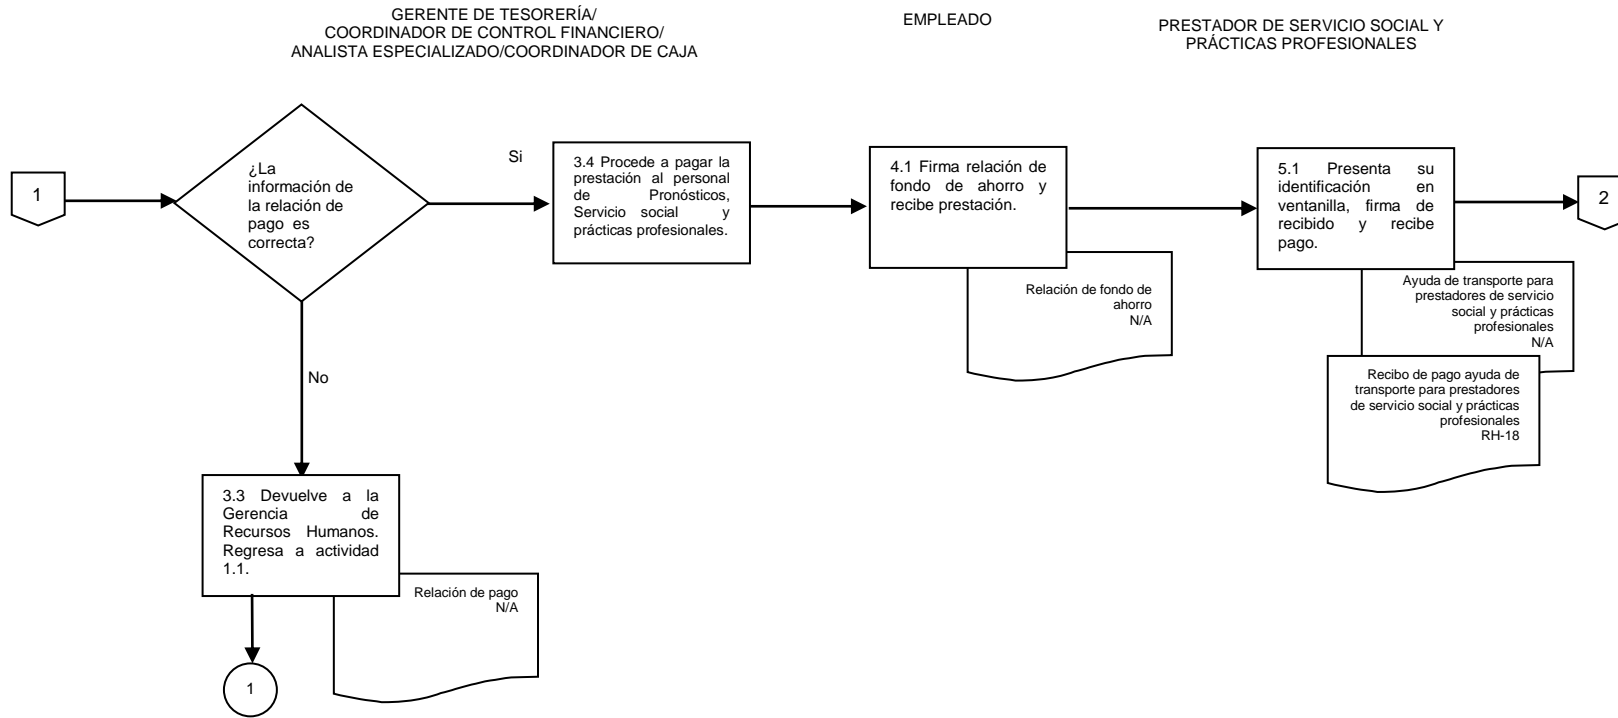 GERENTE DE TESORERÍA/
COORDINADOR DE CONTROL FINANCIERO/
ANALISTA ESPECIALIZADO/COORDINADOR DE CAJA
EMPLEADO
PRESTADOR DE SERVICIO SOCIAL Y
PRÁCTICAS PROFESIONALES
1
¿La
información de
la relación de
pago es
correcta?
Si
3.4 Procede a pagar la
prestación al personal
de Pronósticos,
Servicio social y
prácticas profesionales.
4.1 Firma relación de
fondo de ahorro y
recibe prestación.
Relación de fondo de
ahorro
N/A
5.1 Presenta su
identificación en
ventanilla, firma de
recibido y recibe
pago.
Ayuda de transporte para
prestadores de servicio
social y prácticas
profesionales
N/A
Recibo de pago ayuda de
transporte para prestadores
de servicio social y prácticas
profesionales
RH-18
2
No
3.3 Devuelve a la
Gerencia de
Recursos Humanos.
Regresa a actividad
1.1.
Relación de pago
N/A
1